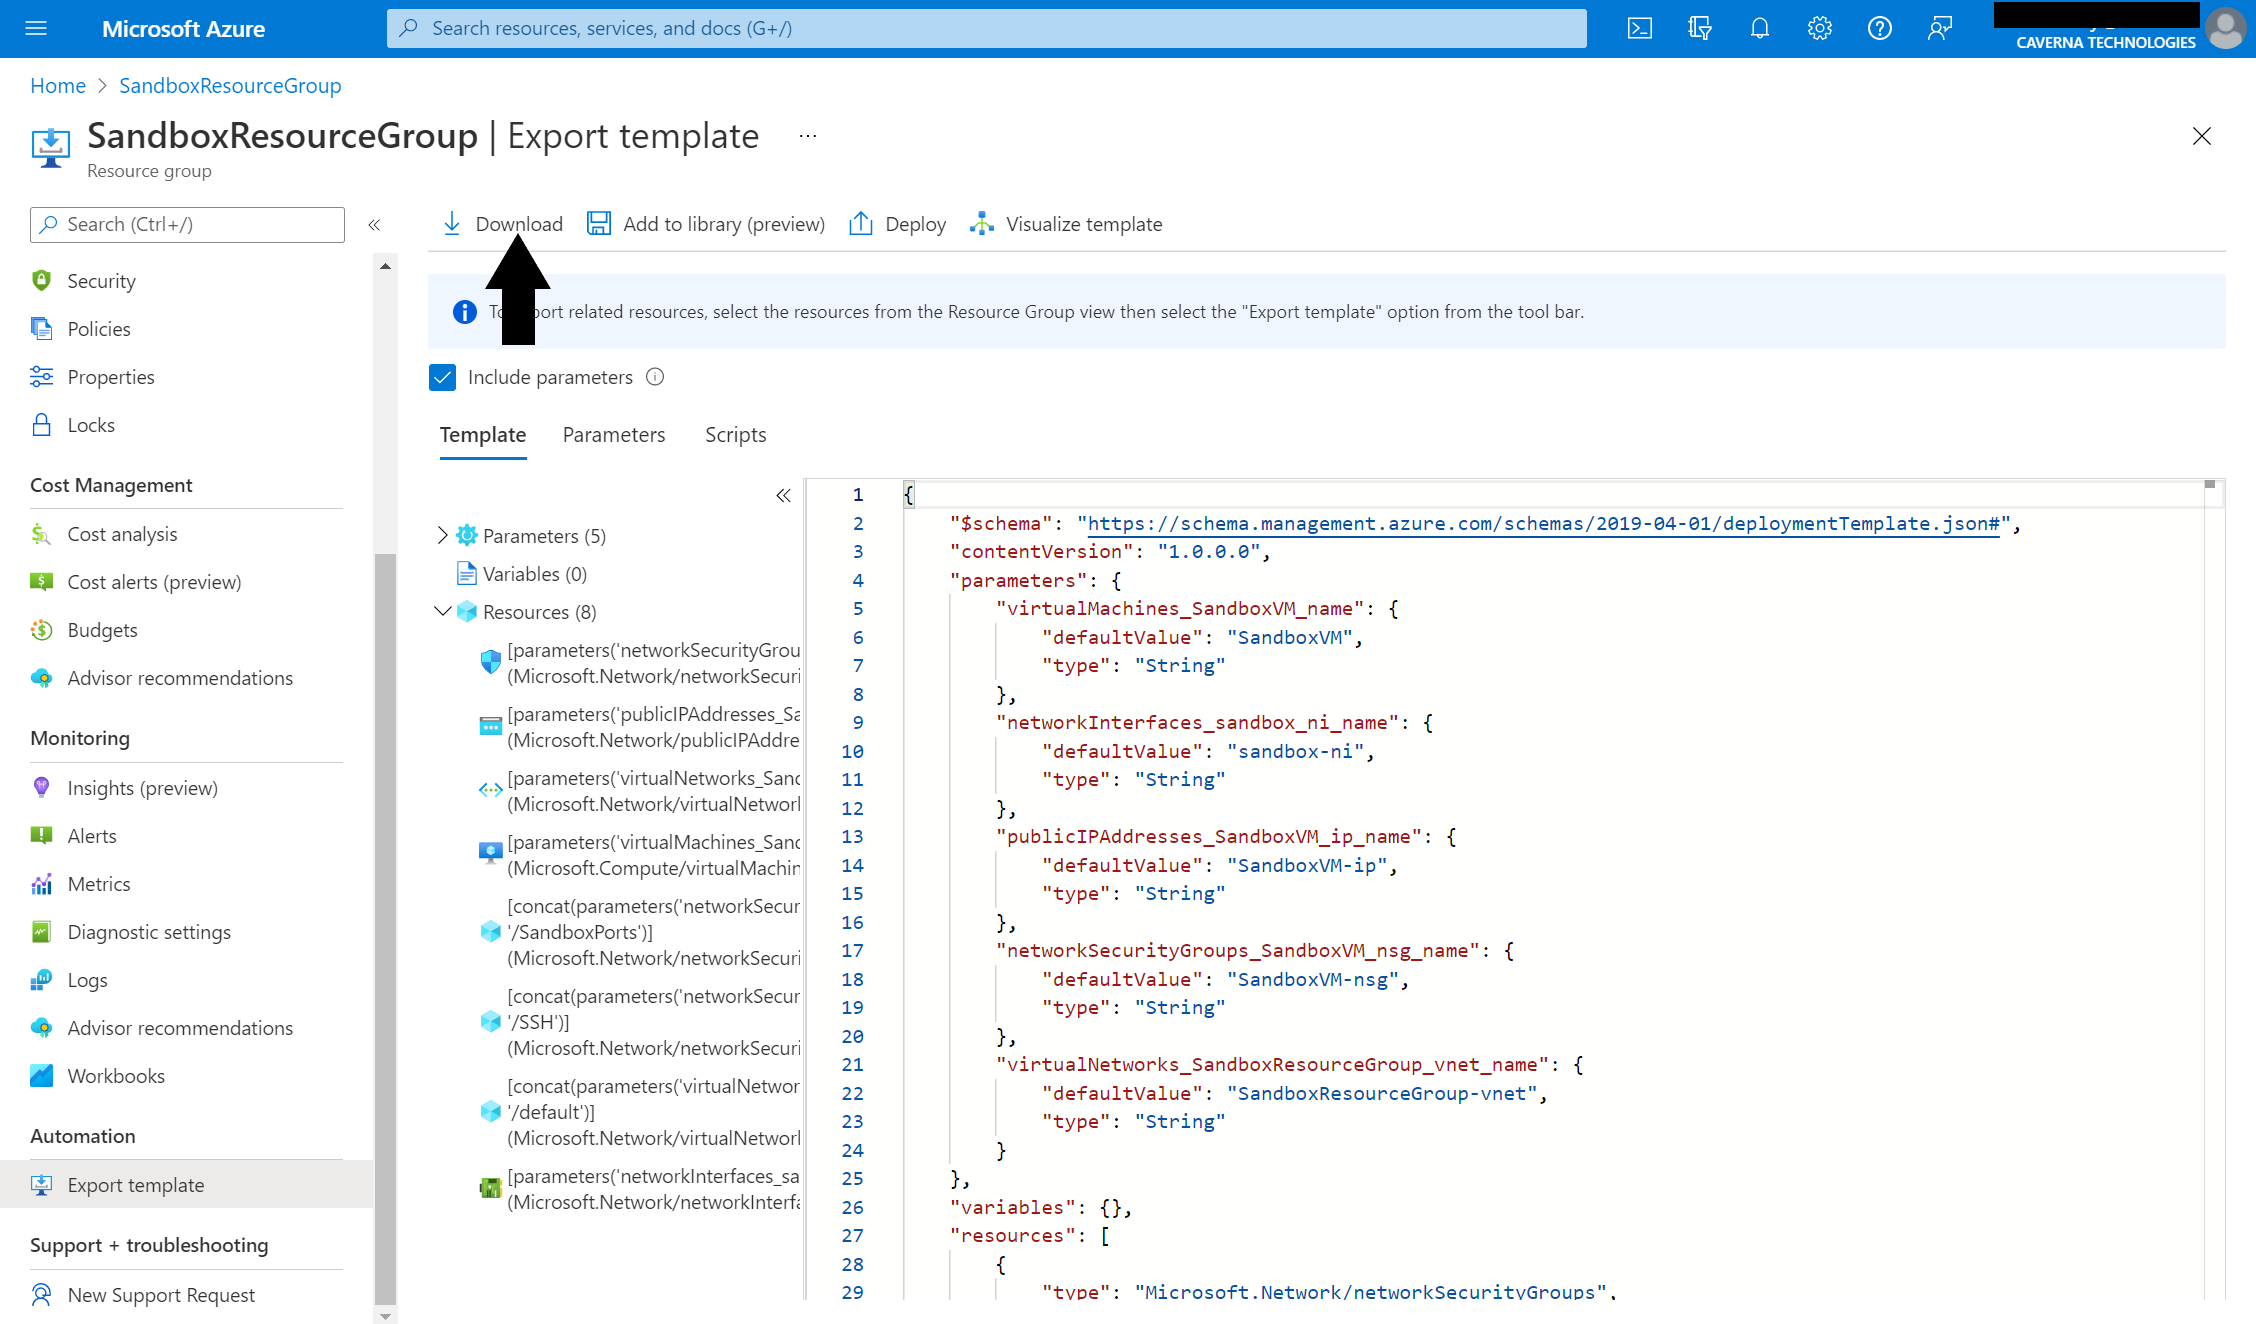 Microsoft Azure
Search resources, services, and docs (G+/)
CAVERNA TECHNOLOGIES
Home > SandboxResourceGroup
SandboxResourceGroup | Export template ...
Resource group
Search (Ctrl+/)
«
Download
Add to library (preview)
Deploy
Visualize template
Security
Policies
Properties
Locks
Cost Management
Cost analysis
Cost alerts (preview)
Budgets
Advisor recommendations
Monitoring
Insights (preview)
Alerts
Metrics
Diagnostic settings
Logs
Advisor recommendations
Workbooks
Automation
Export template
Support + troubleshooting
New Support Request
related resources, select the resources from the Resource Group view then select the "Export template" option from the tool bar.
Include parameters
Template
Parameters
Scripts
«
Parameters (5)
Variables (0)
Resources (8)
[parameters('networkSecurityGrou
(Microsoft.Network/networkSecuri
[parameters('publicIPAddresses_Sa
(Microsoft.Network/publicIPAddre
[parameters('virtualNetworks_Sand
(Microsoft.Network/virtualNetworl
[parameters('virtualMachines_Sand
(Microsoft.Compute/virtualMachin
[concat(parameters('networkSecur
'/SandboxPorts')]
(Microsoft.Network/networkSecuri
[concat(parameters('networkSecur
'/SSH')]
(Microsoft.Network/networkSecuri
[concat(parameters('virtualNetwor
'/default')]
(Microsoft.Network/virtualNetworl
[parameters('networkInterfaces_sa
(Microsoft.Network/networkInterfa
1 {
2 "$schema": "https://schema.management.azure.com/schemas/2019-04-01/deploymentTemplate.json#",
3 "contentVersion": "1.0.0.0",
4 "parameters": {
5 "virtualMachines_SandboxVM_name": {
6 "defaultValue": "SandboxVM",
7 "type": "String"
8 },
9 "networkInterfaces_sandbox_ni_name": {
10 "defaultValue": "sandbox-ni",
11 "type": "String"
12 },
13 "publicIPAddresses_SandboxVM_ip_name": {
14 "defaultValue": "SandboxVM-ip",
15 "type": "String"
16 },
17 "networkSecurityGroups_SandboxVM_nsg_name": {
18 "defaultValue": "SandboxVM-nsg",
19 "type": "String"
20 },
21 "virtualNetworks_SandboxResourceGroup_vnet_name": {
22 "defaultValue": "SandboxResourceGroup-vnet",
23 "type": "String"
24 }
25 },
26 "variables": {},
27 "resources": [
28 {
29 "type": "Microsoft.Network/networkSecurityGroups",